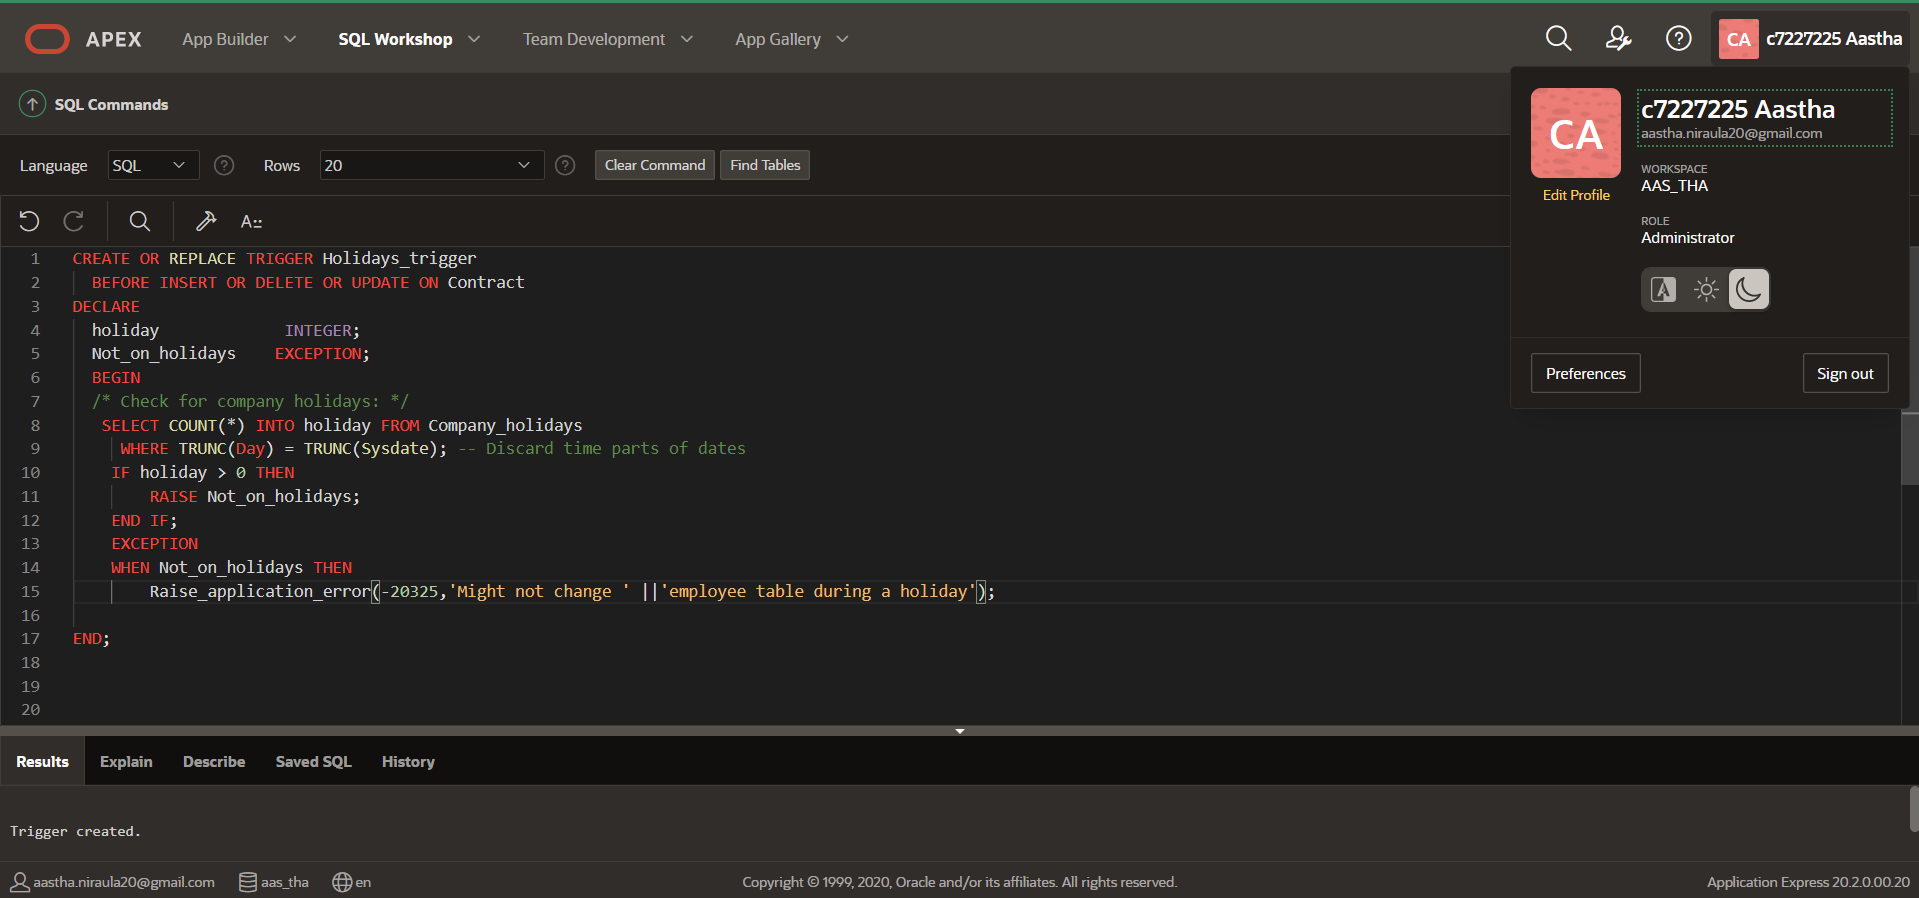 APEX App Builder SQL Workshop Team Development App Gallery CA c7227225 Aastha
SQL Commands
CA
c7227225 Aastha
aastha.niraula20@gmail.com
WORKSPACE
AAS_THA
Edit Profile
ROLE
Administrator
Preferences Sign out
Language SQL ? Rows 20 ? Clear Command Find Tables
A::
1 CREATE OR REPLACE TRIGGER Holidays_trigger
2 BEFORE INSERT OR DELETE OR UPDATE ON Contract
3 DECLARE
4 holiday INTEGER;
5 Not_on_holidays EXCEPTION;
6 BEGIN
7 /* Check for company holidays: */
8 SELECT COUNT(*) INTO holiday FROM Company_holidays
9 WHERE TRUNC(Day) = TRUNC(Sysdate); -- Discard time parts of dates
10 IF holiday > 0 THEN
11 RAISE Not_on_holidays;
12 END IF;
13 EXCEPTION
14 WHEN Not_on_holidays THEN
15 Raise_application_error(-20325,'Might not change ' ||'employee table during a holiday');
16
17 END;
18
19
20
Results Explain Describe Saved SQL History
Trigger created.
aastha.niraula20@gmail.com aas_tha en Copyright © 1999, 2020, Oracle and/or its affiliates. All rights reserved. Application Express 20.2.0.00.20